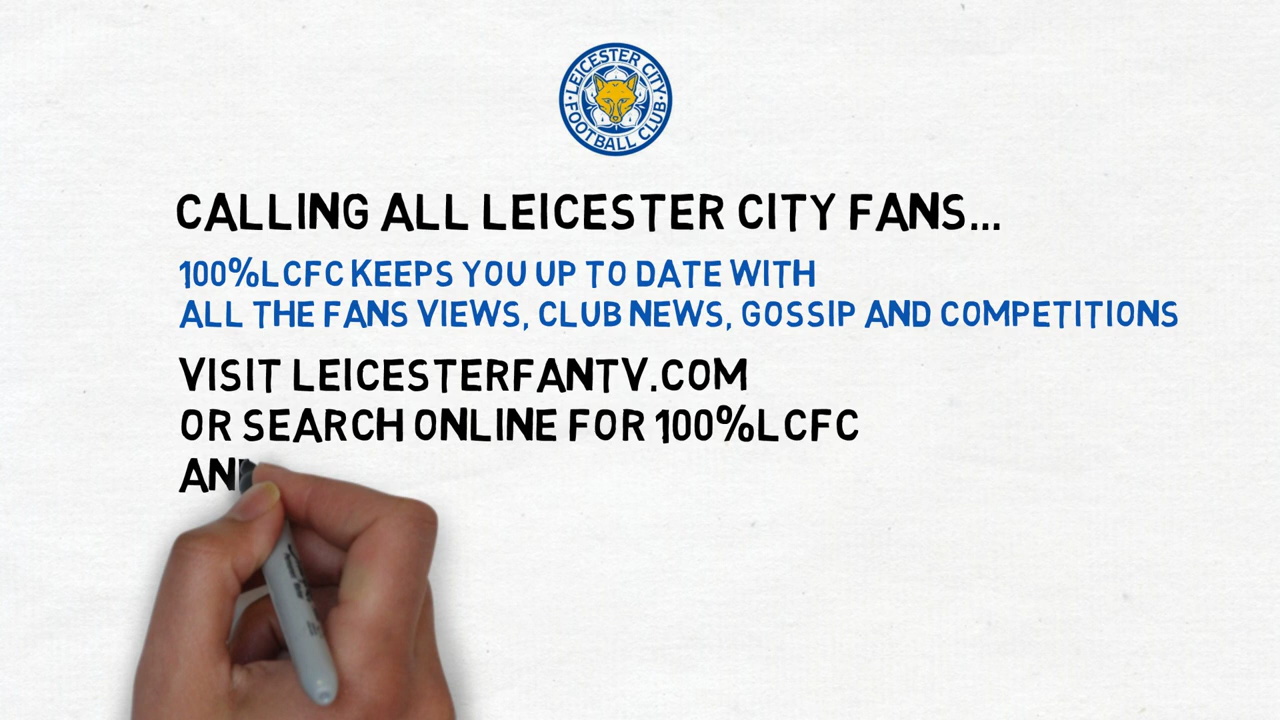 LEICESTER CITY
FOOTBALL CLUB
CALLING ALL LEICESTER CITY FANS...
100%LCFC KEEPS YOU UP TO DATE WITH
ALL THE FANS VIEWS, CLUB NEWS, GOSSIP AND COMPETITIONS
VISIT LEICESTERFANTV.COM
OR SEARCH ONLINE FOR 100%LCFC